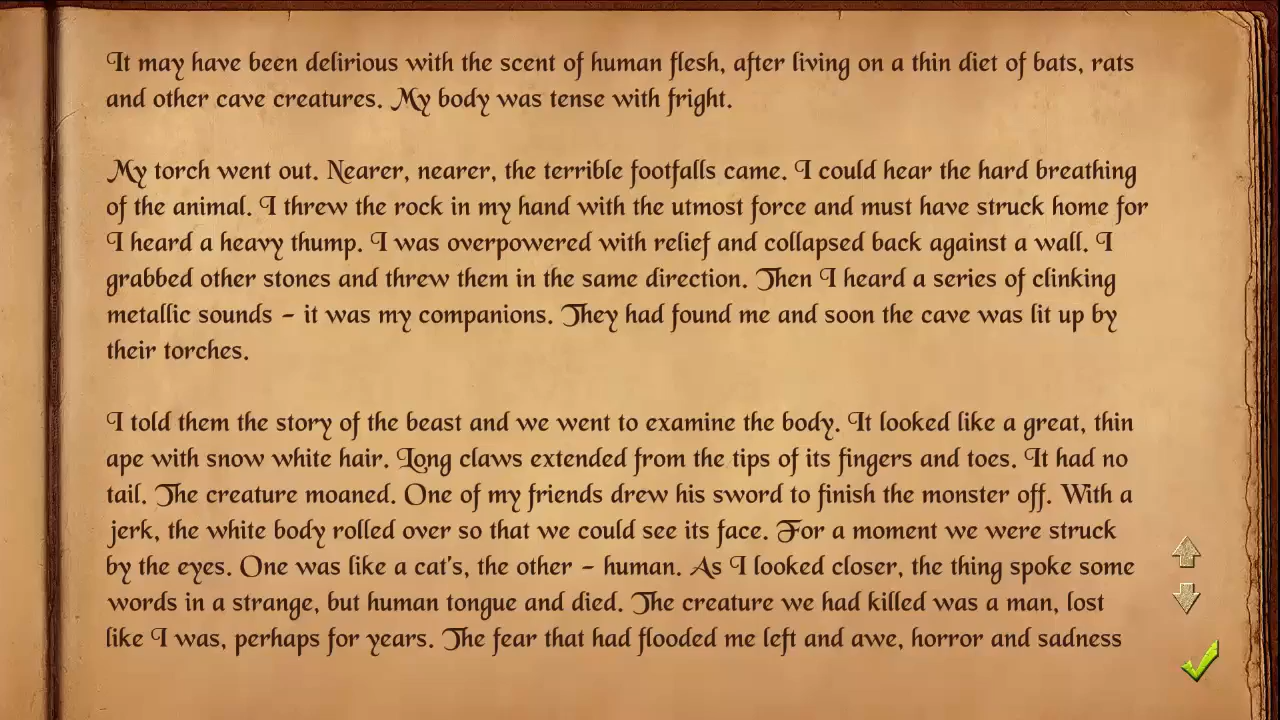 It may have been delirious with the scent of human flesh, after living on a thin diet of bats, rats
and other cave creatures. My body was tense with fright.
My torch went out. Nearer, nearer, the terrible footfalls came. I could hear the hard breathing
of the animal. I threw the rock in my hand with the utmost force and must have struck home for
I heard a heavy thump. I was overpowered with relief and collapsed back against a wall. I
grabbed other stones and threw them in the same direction. Then I heard a series of clinking
metallic sounds – it was my companions. They had found me and soon the cave was lit up by
their torches.
I told them the story of the beast and we went to examine the body. It looked like a great, thin
ape with snow white hair. Long claws extended from the tips of its fingers and toes. It had no
tail. The creature moaned. One of my friends drew his sword to finish the monster off. With a
jerk, the white body rolled over so that we could see its face. For a moment we were struck
by the eyes. One was like a cat's, the other – human. As I looked closer, the thing spoke some
words in a strange, but human tongue and died. The creature we had killed was a man, lost
like I was, perhaps for years. The fear that had flooded me left and awe, horror and sadness